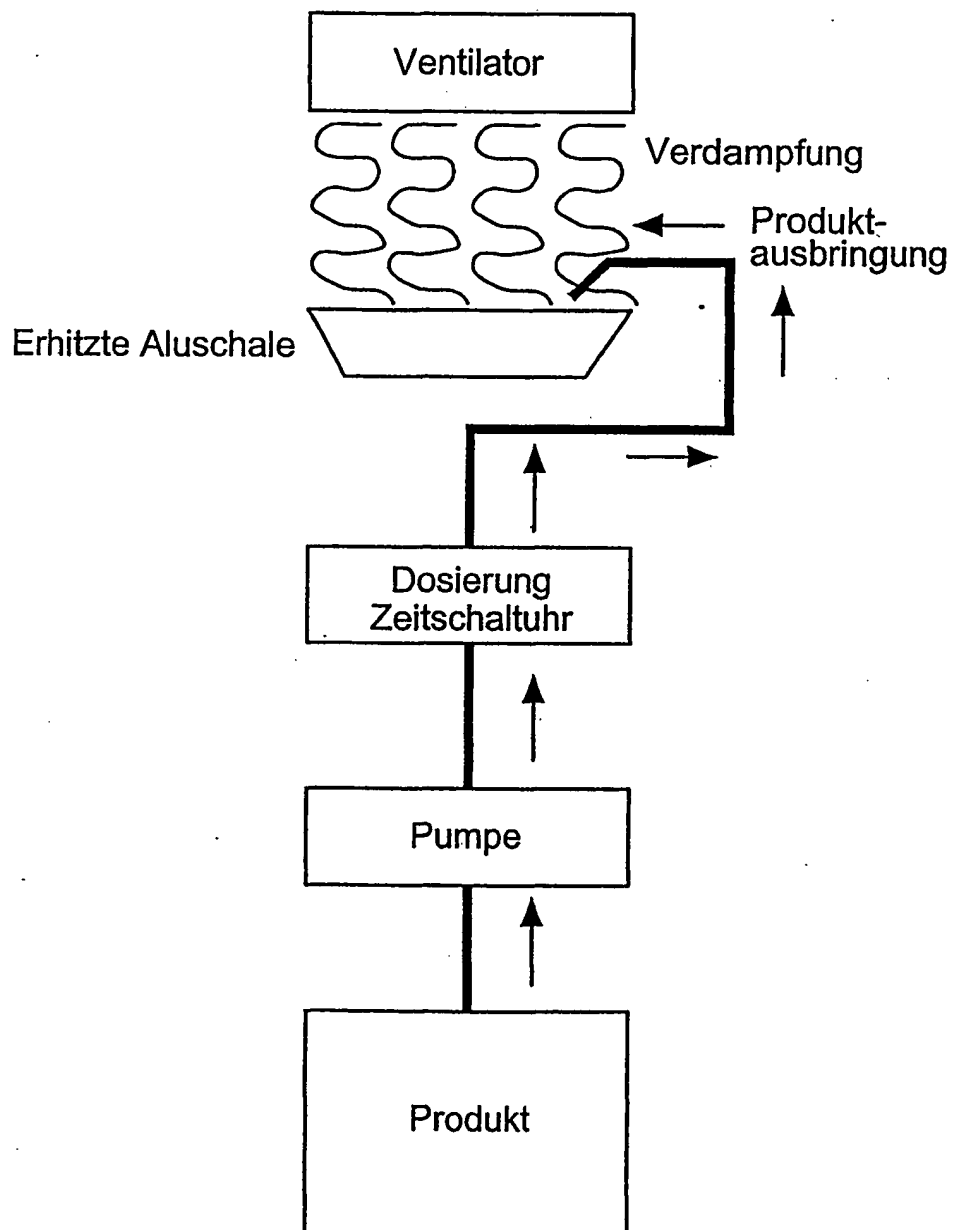 Ventilator
Verdampfung
Produkt-
ausbringung
Erhitzte Aluschale
Dosierung
Zeitschaltuhr
Pumpe
Produkt